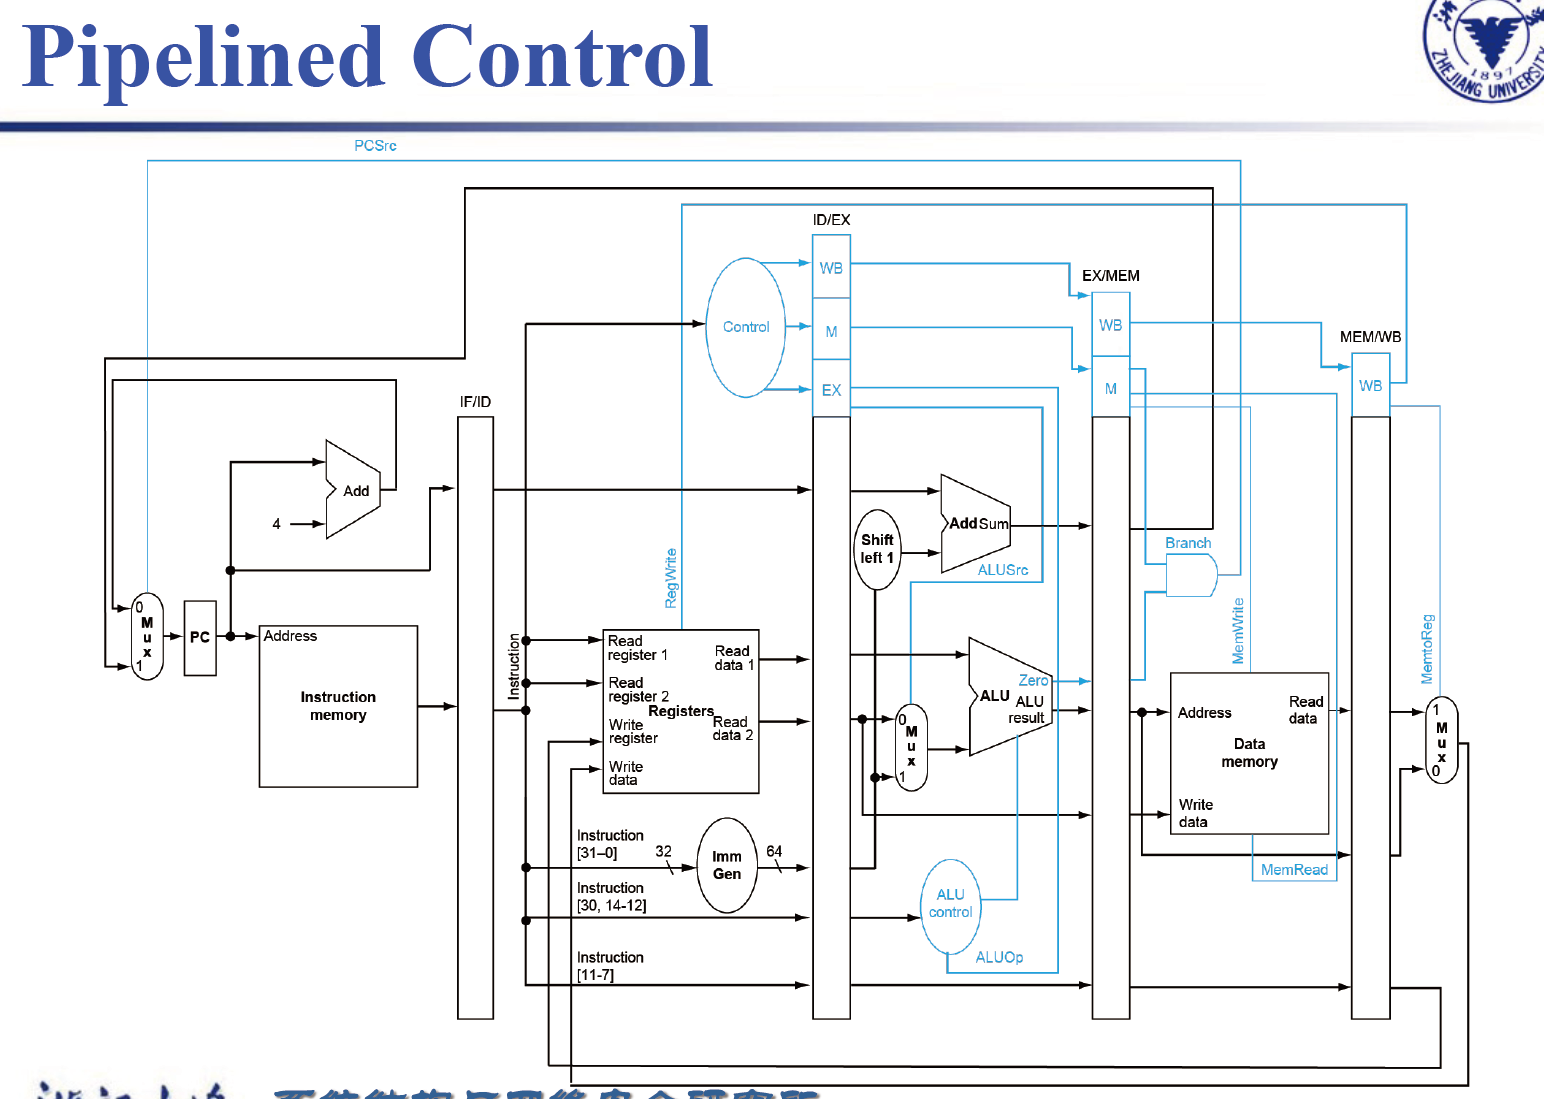 Pipelined Control
ZHEJIANG UNIVERSITY
1897
PCSrc
ID/EX
WB
EX/MEM
Control
M
WB
MEM/WB
EX
M
WB
IF/ID
Add
4
Shift
left 1
Add Sum
Branch
ALUSrc
RegWrite
MemWrite
MemtoReg
0
M
u
x
1
PC
Address
Instruction
memory
Instruction
Read
register 1
Read
register 2
Write
register
Write
data
Registers
Read
data 1
Read
data 2
0
M
u
x
1
Zero
ALU
ALU
result
Address
Read
data
Data
memory
Write
data
1
M
u
x
0
MemRead
Instruction
[31–0]
32
Imm
Gen
64
Instruction
[30, 14-12]
ALU
control
ALUOp
Instruction
[11-7]